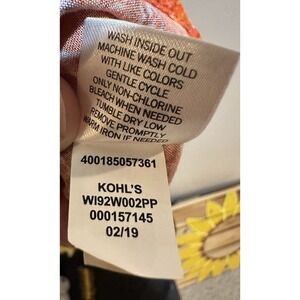 WASH INSIDE OUT
MACHINE WASH COLD
WITH LIKE COLORS
GENTLE CYCLE
ONLY NON-CHLORINE
BLEACH WHEN NEEDED
TUMBLE DRY LOW
REMOVE PROMPTLY
WARM IRON IF NEEDED
400185057361
KOHL'S
WI92W002PP
000157145
02/19